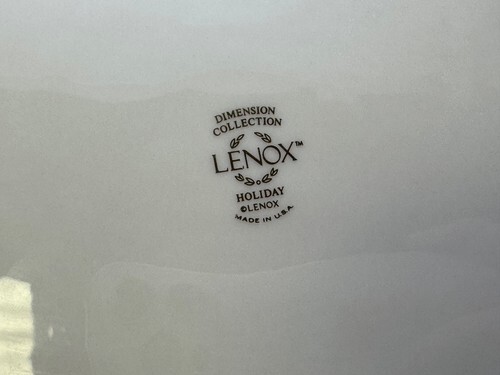 DIMENSION
COLLECTION
LENOX™
HOLIDAY
©LENOX
MADE IN U.S.A.